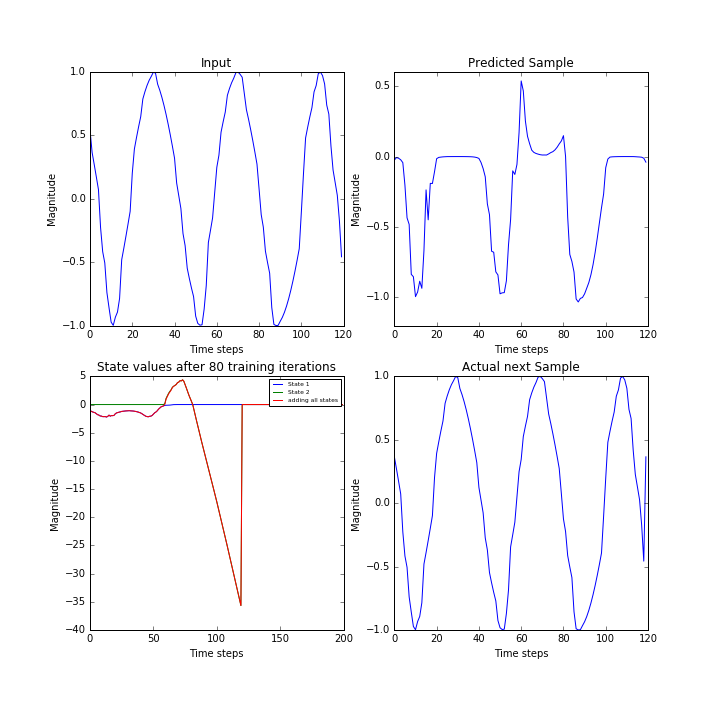 Input
1.0
0.5
0.0
−0.5
−1.0
Magnitude
0 20 40 60 80 100 120
Time steps
Predicted Sample
0.5
0.0
−0.5
−1.0
Magnitude
0 20 40 60 80 100 120
Time steps
State values after 80 training iterations
5
0
−5
−10
−15
−20
−25
−30
−35
−40
Magnitude
State 1
State 2
adding all states
0 50 100 150 200
Time steps
Actual next Sample
1.0
0.5
0.0
−0.5
−1.0
Magnitude
0 20 40 60 80 100 120
Time steps